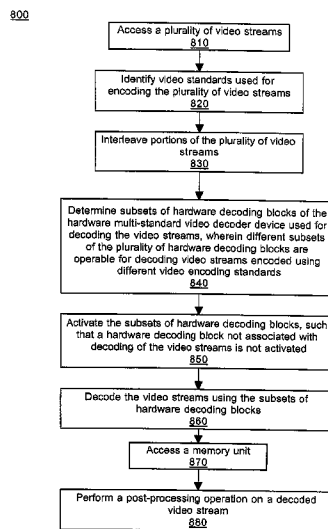 800
Access a plurality of video streams
810
Identify video standards used for
encoding the plurality of video streams
820
Interleave portions of the plurality of video
streams
830
Determine subsets of hardware decoding blocks of the
hardware multi-standard video decoder device used for
decoding the video streams, wherein different subsets
of the plurality of hardware decoding blocks are
operable for decoding video streams encoded using
different video encoding standards
840
Activate the subsets of hardware decoding blocks, such
that a hardware decoding block not associated with
decoding of the video streams is not activated
850
Decode the video streams using the subsets of
hardware decoding blocks
860
Access a memory unit
870
Perform a post-processing operation on a decoded
video stream
880